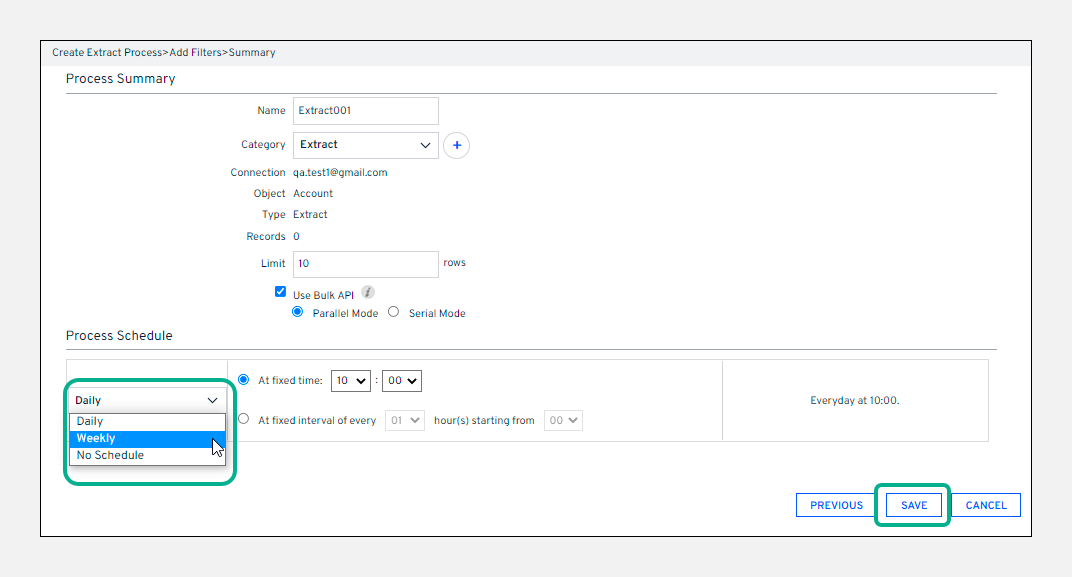 Create Extract Process>Add Filters>Summary
Process Summary
Name Extract001
Category Extract +
Connection qa.test1@gmail.com
Object Account
Type Extract
Records 0
Limit 10 rows
Use Bulk API i
Parallel Mode Serial Mode
Process Schedule
At fixed time: 10 : 00
Daily
Everyday at 10:00.
Daily
At fixed interval of every 01 hour(s) starting from 00
Weekly
No Schedule
PREVIOUS SAVE CANCEL